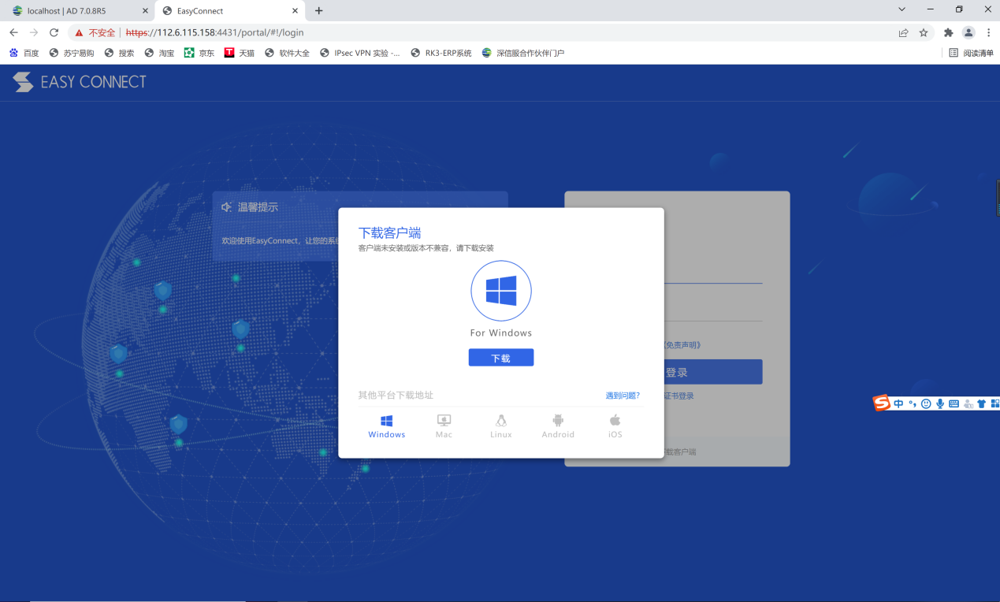 localhost | AD 7.0.8R5
EasyConnect
不安全 | https://112.6.115.158:4431/portal/#!/login
百度 苏宁易购 搜索 淘宝 京东 天猫 软件大全 IPsec VPN 实验 -... RK3-ERP系统 深信服合作伙伴门户 阅读清单
EASY CONNECT
温馨提示
欢迎使用EasyConnect，让您的系统
下载客户端
客户端未安装或版本不兼容，请下载安装
For Windows
下载
其他平台下载地址
遇到问题?
Windows Mac Linux Android iOS
《免责声明》
登录
证书登录
下载客户端
中